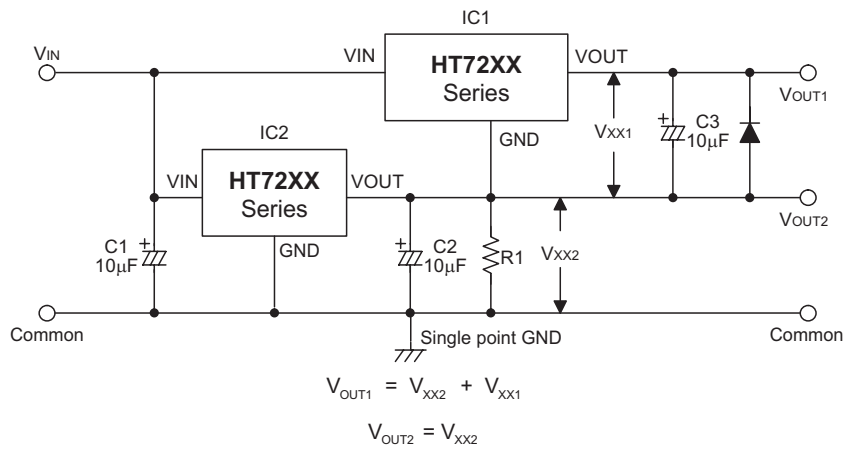 IC1
VIN
VIN
HT72XX
Series
VOUT
VOUT1
GND
VXX1
+
C3
10μF
IC2
VIN
HT72XX
Series
VOUT
GND
VOUT2
+
C1
10μF
+
C2
10μF
R1
VXX2
Common
Single point GND
Common
VOUT1 = VXX2 + VXX1
VOUT2 = VXX2